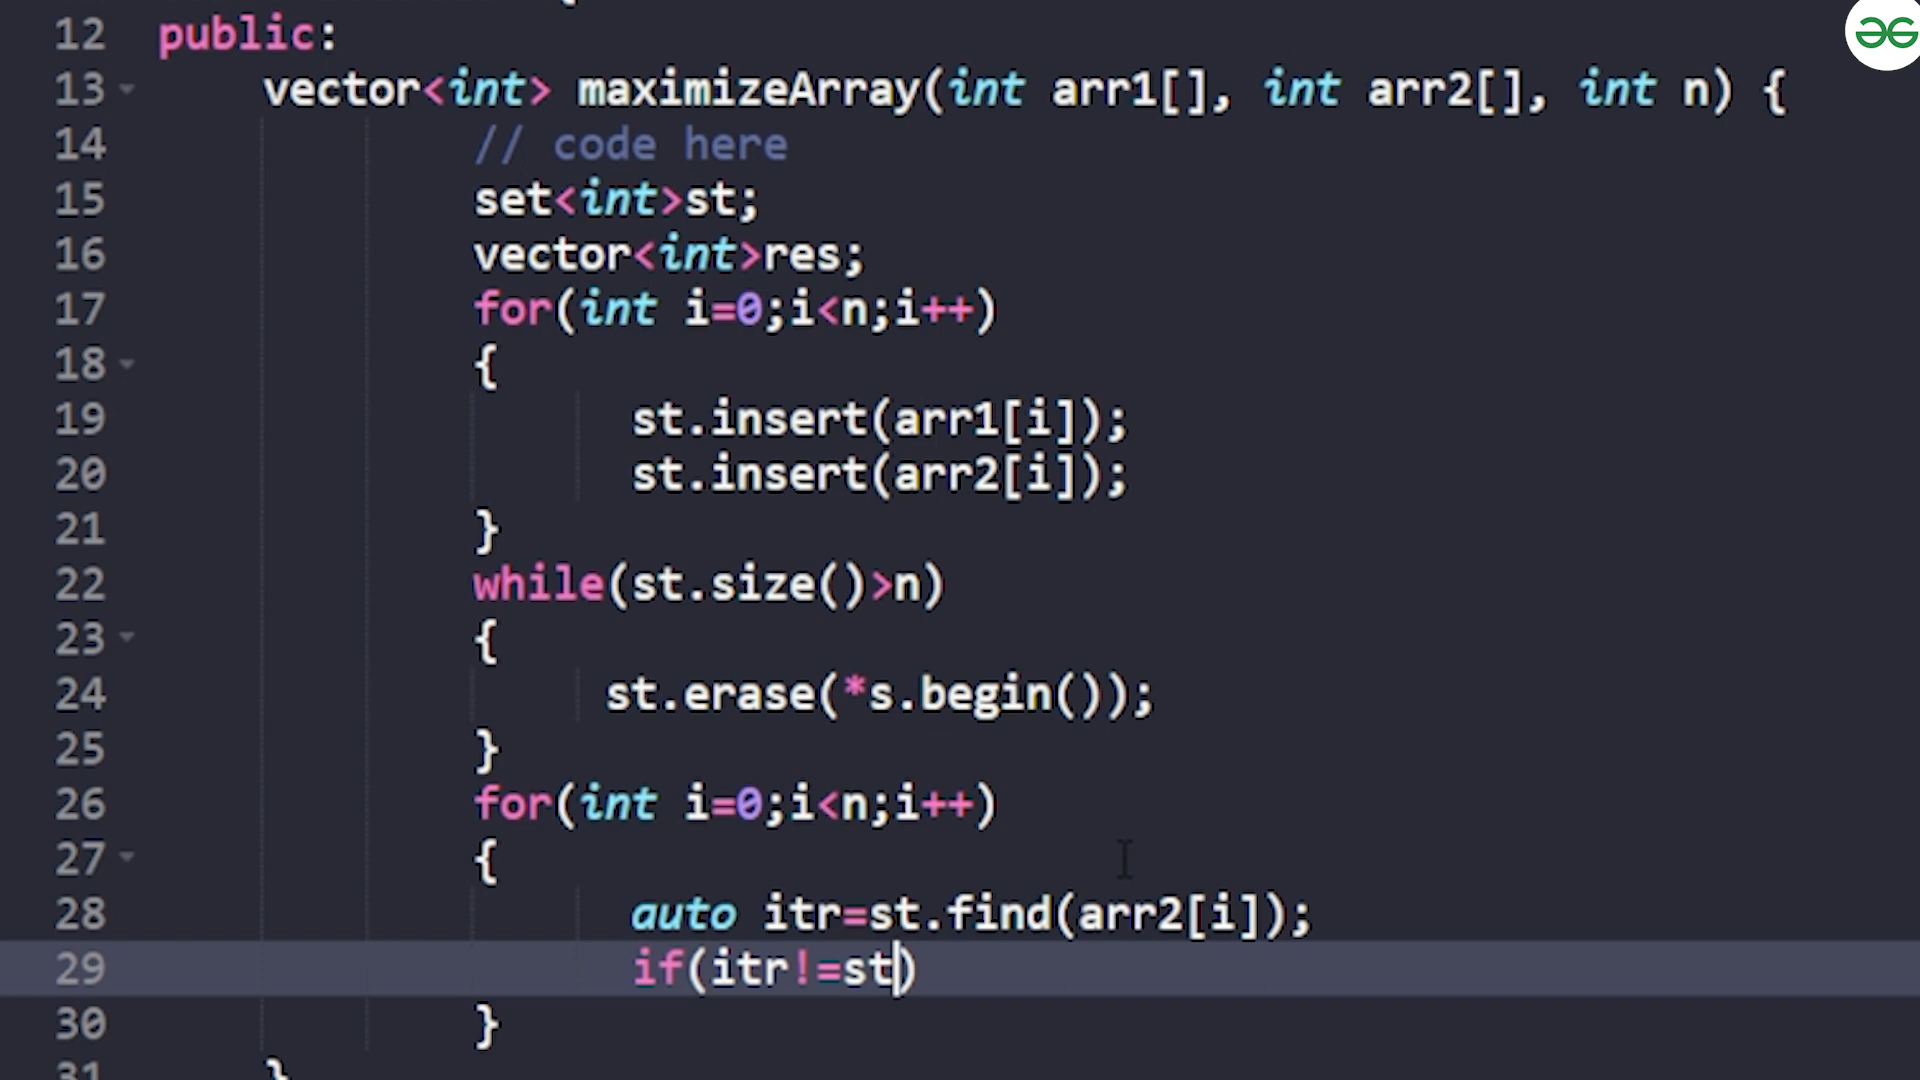 12 public:
13 vector<int> maximizeArray(int arr1[], int arr2[], int n) {
14 // code here
15 set<int>st;
16 vector<int>res;
17 for(int i=0;i<n;i++)
18 {
19 st.insert(arr1[i]);
20 st.insert(arr2[i]);
21 }
22 while(st.size()>n)
23 {
24 st.erase(*s.begin());
25 }
26 for(int i=0;i<n;i++)
27 {
28 auto itr=st.find(arr2[i]);
29 if(itr!=st)
30 }
31 }